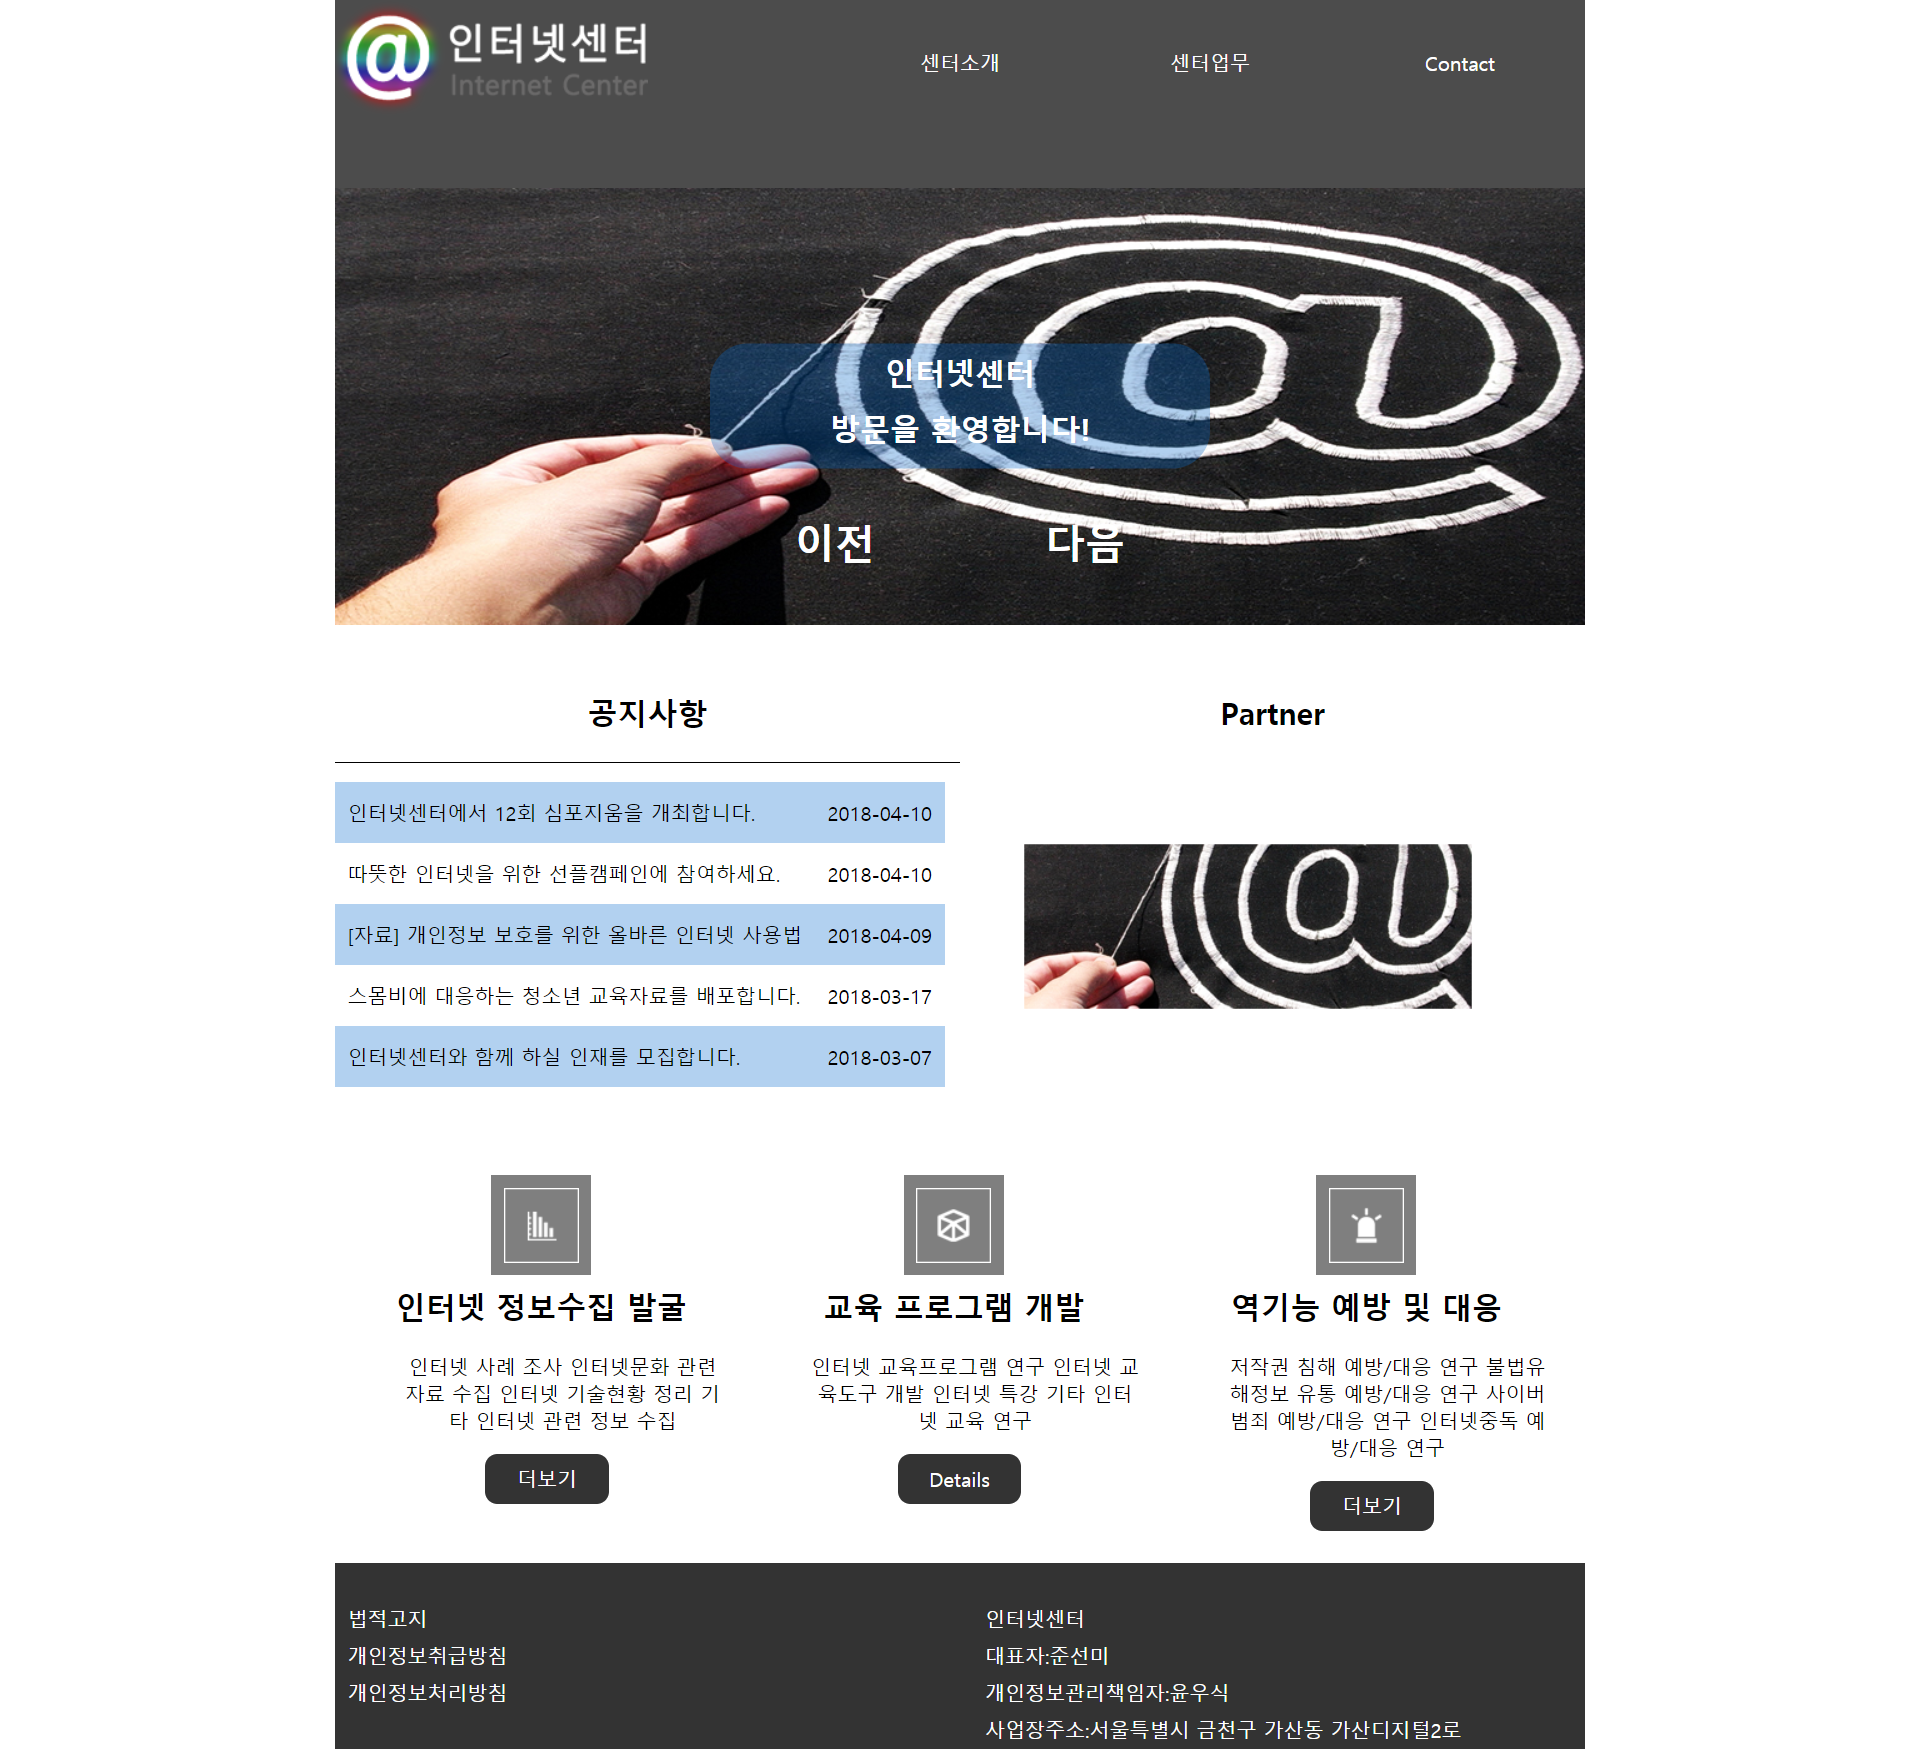 @ 인터넷센터
Internet Center
센터소개
센터업무
Contact
인터넷센터
방문을 환영합니다!
이전
다음
공지사항
인터넷센터에서 12회 심포지움을 개최합니다. 2018-04-10
따뜻한 인터넷을 위한 선플캠페인에 참여하세요. 2018-04-10
[자료] 개인정보 보호를 위한 올바른 인터넷 사용법 2018-04-09
스몸비에 대응하는 청소년 교육자료를 배포합니다. 2018-03-17
인터넷센터와 함께 하실 인재를 모집합니다. 2018-03-07
Partner
인터넷 정보수집 발굴
인터넷 사례 조사 인터넷문화 관련
자료 수집 인터넷 기술현황 정리 기
타 인터넷 관련 정보 수집
더보기
교육 프로그램 개발
인터넷 교육프로그램 연구 인터넷 교
육도구 개발 인터넷 특강 기타 인터
넷 교육 연구
Details
역기능 예방 및 대응
저작권 침해 예방/대응 연구 불법유
해정보 유통 예방/대응 연구 사이버
범죄 예방/대응 연구 인터넷중독 예
방/대응 연구
더보기
법적고지
개인정보취급방침
개인정보처리방침
인터넷센터
대표자:준선미
개인정보관리책임자:윤우식
사업장주소:서울특별시 금천구 가산동 가산디지털2로